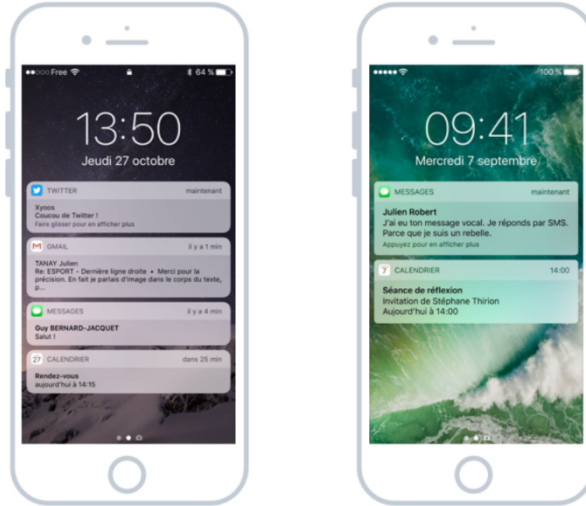 Free 64 %
13:50
Jeudi 27 octobre
TWITTER maintenant
Xyoos
Coucou de Twitter !
Faire glisser pour en afficher plus
GMAIL il y a 1 min
TANAY Julien
Re: ESPORT - Dernière ligne droite • Merci pour la
précision. En fait je parlais d'image dans le corps du texte,
p...
MESSAGES il y a 4 min
Guy BERNARD-JACQUET
Salut !
27 CALENDRIER dans 25 min
Rendez-vous
aujourd'hui à 14:15
100 %
09:41
Mercredi 7 septembre
MESSAGES maintenant
Julien Robert
J'ai eu ton message vocal. Je réponds par SMS.
Parce que je suis un rebelle.
Appuyez pour en afficher plus
7 CALENDRIER 14:00
Séance de réflexion
Invitation de Stéphane Thirion
Aujourd'hui à 14:00